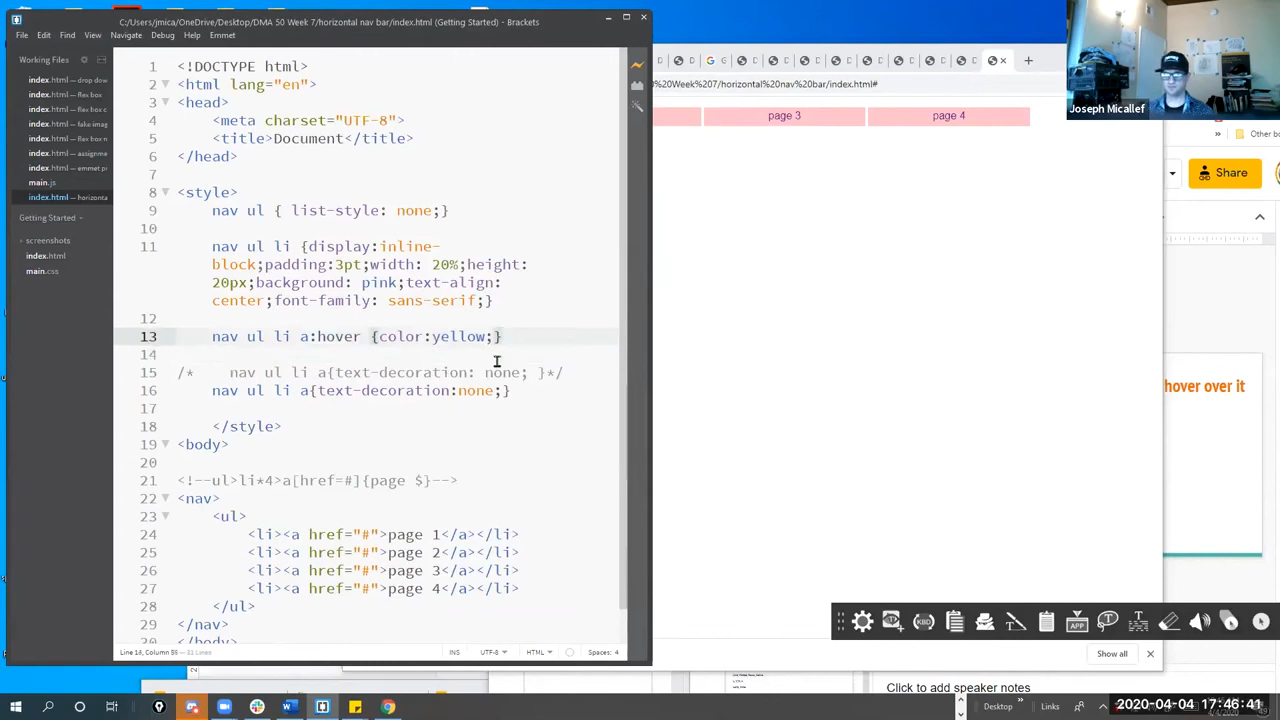 C:/Users/jmica/OneDrive/Desktop/DMA 50 Week 7/horizontal nav bar/index.html (Getting Started) - Brackets
File Edit Find View Navigate Debug Help Emmet
Working Files
index.html — drop dow
index.html — flex box
index.html — flex box c
index.html — fake imag
index.html — flex box
index.html — assignme
index.html — emmet pr
main.js
index.html — horizonta
Getting Started
screenshots
index.html
main.css
1 <!DOCTYPE html>
2 <html lang="en">
3 <head>
4 <meta charset="UTF-8">
5 <title>Document</title>
6 </head>
7
8 <style>
9 nav ul { list-style: none;}
10
11 nav ul li {display:inline-
block;padding:3pt;width: 20%;height:
20px;background: pink;text-align:
center;font-family: sans-serif;}
12
13 nav ul li a:hover {color:yellow;}
14
15 /* nav ul li a{text-decoration: none; }*/
16 nav ul li a{text-decoration:none;}
17
18 </style>
19 <body>
20
21 <!--ul>li*4>a[href=#]{page $}-->
22 <nav>
23 <ul>
24 <li><a href="#">page 1</a></li>
25 <li><a href="#">page 2</a></li>
26 <li><a href="#">page 3</a></li>
27 <li><a href="#">page 4</a></li>
28 </ul>
29 </nav>
30 </body>
INS UTF-8 HTML Spaces: 4
%20Week%207/horizontal%20nav%20bar/index.html#
page 3 page 4
Joseph Micallef
Other bo
Share
hover over it
KBD
APP
Show all
Click to add speaker notes
Desktop Links
2020-04-04 17:46:41